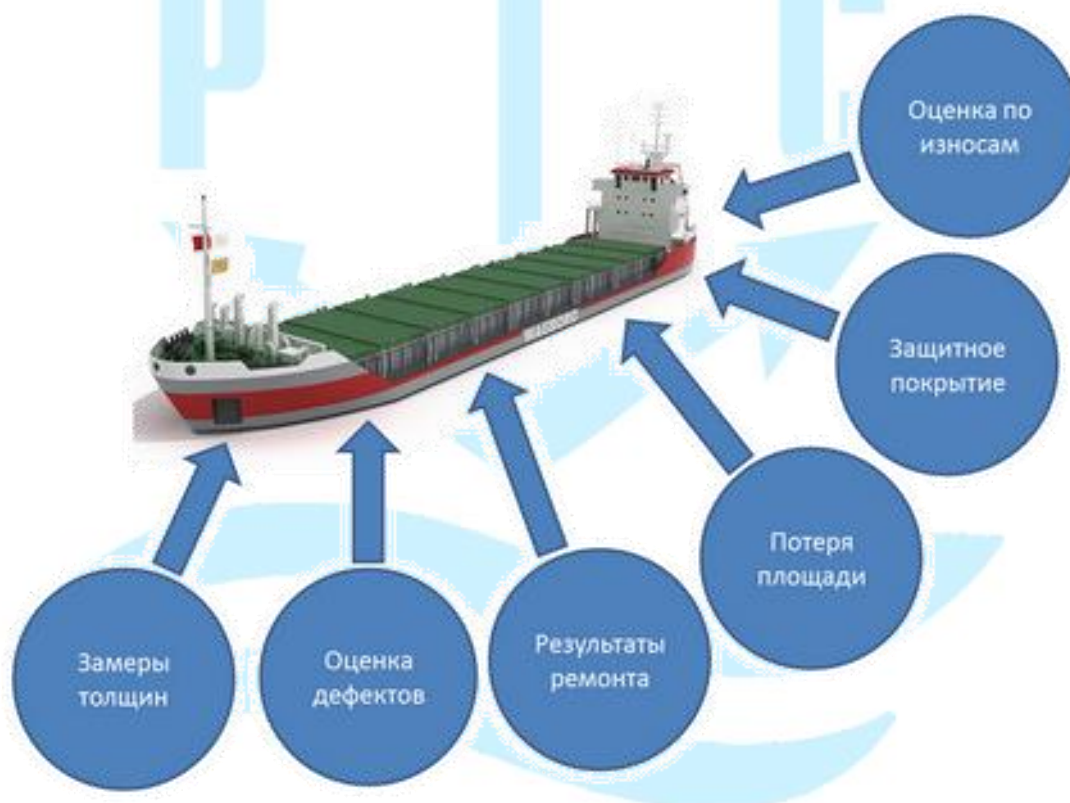 Оценка по
износам
Защитное
покрытие
Потеря
площади
Результаты
ремонта
Оценка
дефектов
Замеры
толщин